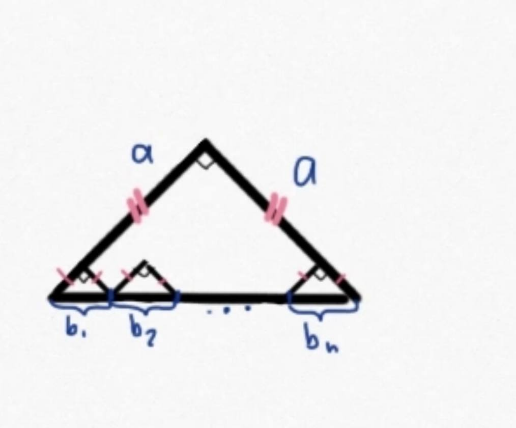 a
a
b₁ b₂ ... bₙ